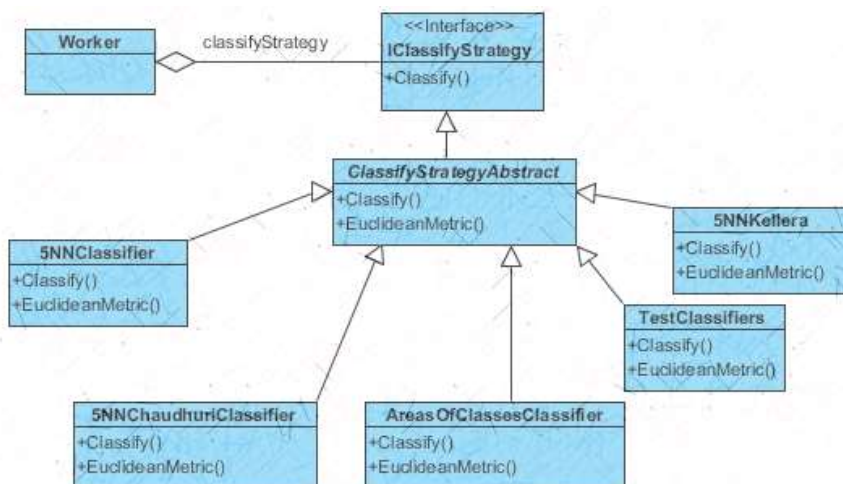 Worker
classifyStrategy
<<Interface>>
IClassifyStrategy
+Classify()
ClassifyStrategyAbstract
+Classify()
+EuclideanMetric()
5NNKellera
+Classify()
+EuclideanMetric()
5NNClassifier
+Classify()
+EuclideanMetric()
TestClassifiers
+Classify()
+EuclideanMetric()
5NNChaudhuriClassifier
+Classify()
+EuclideanMetric()
AreasOfClassesClassifier
+Classify()
+EuclideanMetric()